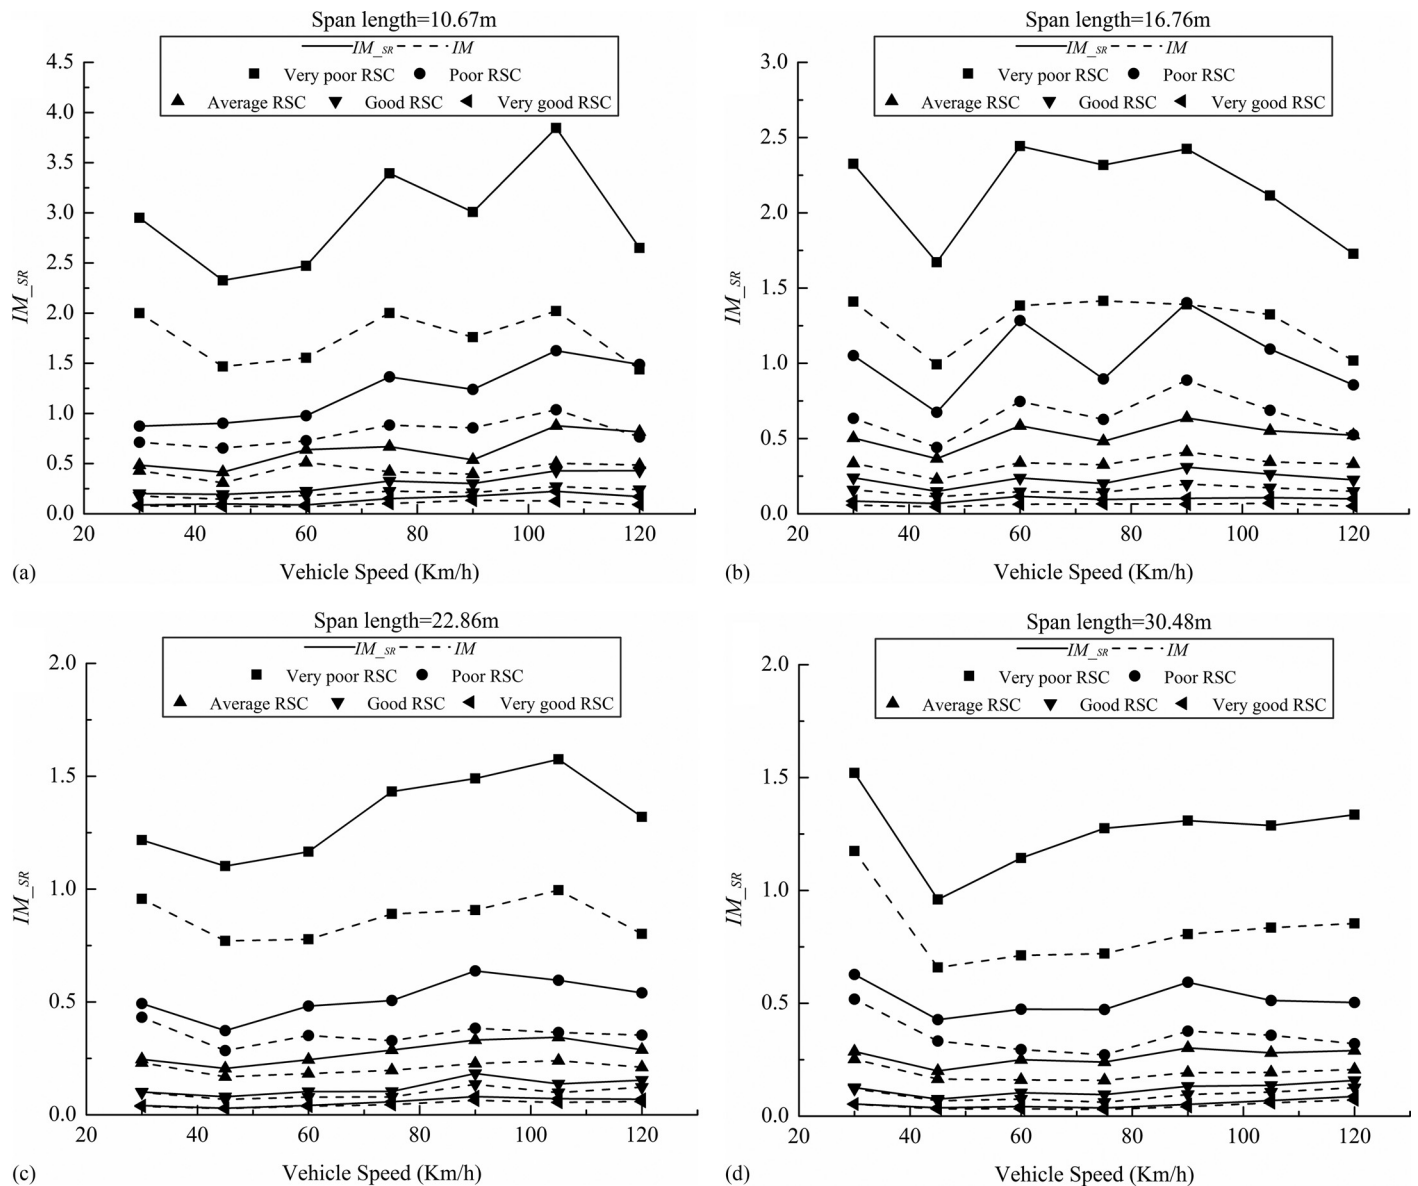 Span length=10.67m
IM_SR IM
Very poor RSC Poor RSC
Average RSC Good RSC Very good RSC
4.5
4.0
3.5
3.0
2.5
2.0
1.5
1.0
0.5
0.0
IM_SR
20 40 60 80 100 120
(a) Vehicle Speed (Km/h)
Span length=16.76m
IM_SR IM
Very poor RSC Poor RSC
Average RSC Good RSC Very good RSC
3.0
2.5
2.0
1.5
1.0
0.5
0.0
IM_SR
20 40 60 80 100 120
(b) Vehicle Speed (Km/h)
Span length=22.86m
IM_SR IM
Very poor RSC Poor RSC
Average RSC Good RSC Very good RSC
2.0
1.5
1.0
0.5
0.0
IM_SR
20 40 60 80 100 120
(c) Vehicle Speed (Km/h)
Span length=30.48m
IM_SR IM
Very poor RSC Poor RSC
Average RSC Good RSC Very good RSC
2.0
1.5
1.0
0.5
0.0
IM_SR
20 40 60 80 100 120
(d) Vehicle Speed (Km/h)